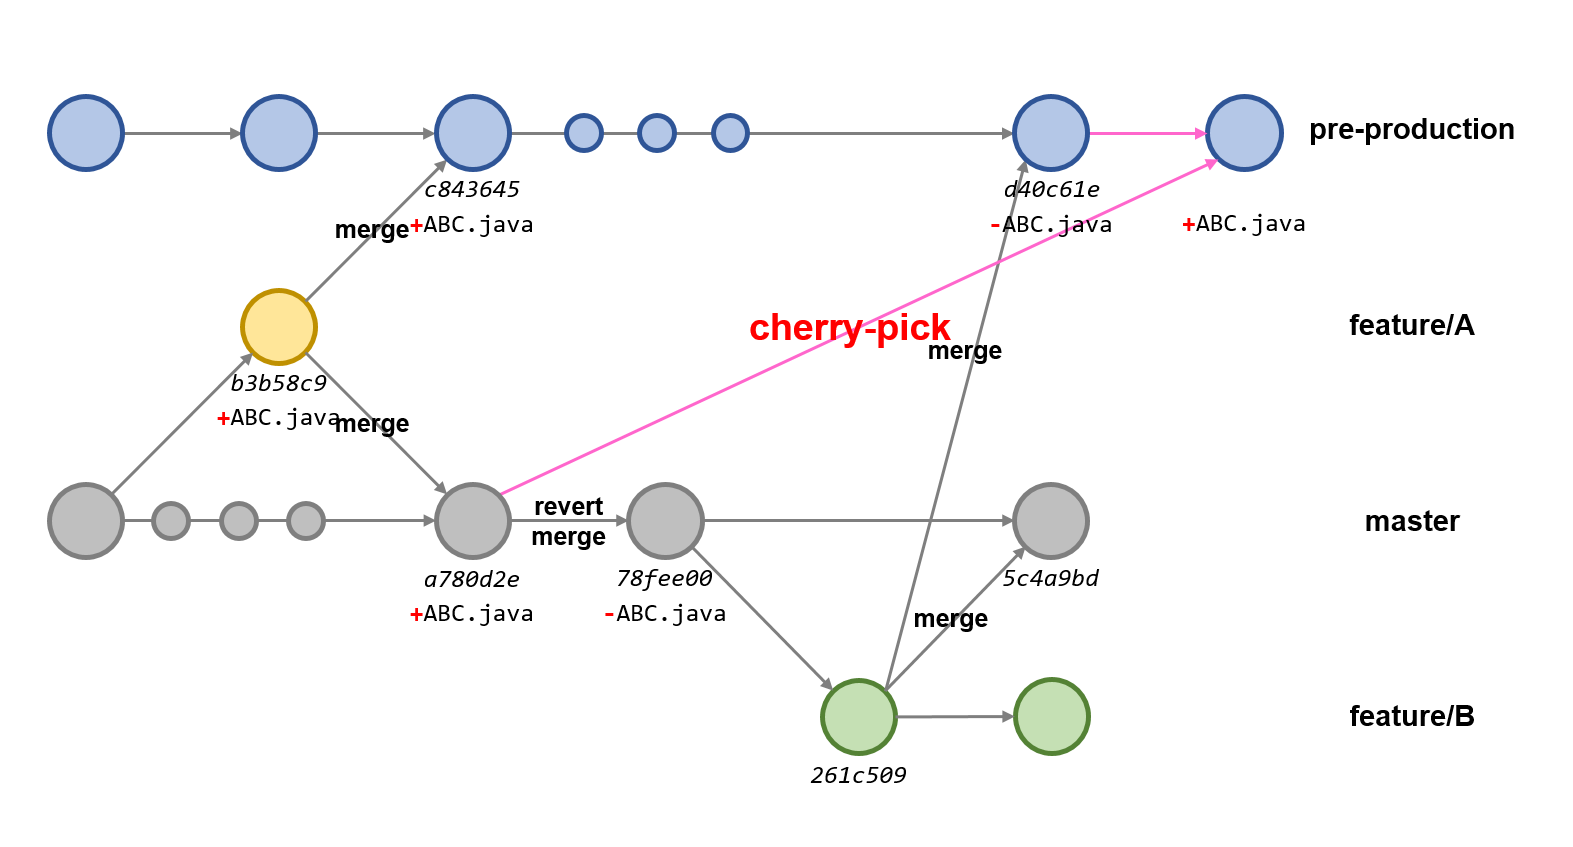 pre-production
c843645
+ABC.java
d40c61e
-ABC.java
+ABC.java
merge
cherry-pick
merge
feature/A
b3b58c9
+ABC.java
merge
revert
merge
master
a780d2e
+ABC.java
78fee00
-ABC.java
5c4a9bd
merge
feature/B
261c509